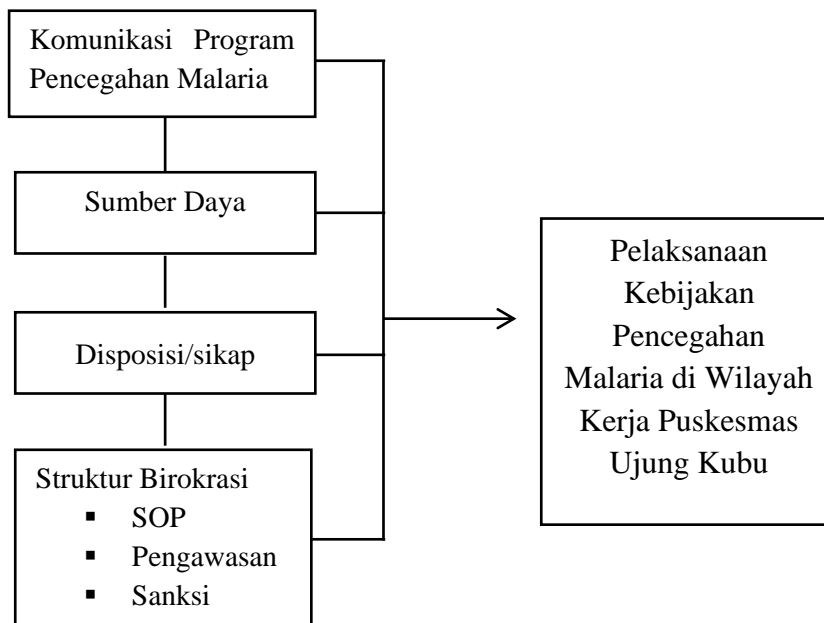 Komunikasi Program
Pencegahan Malaria
Sumber Daya
Disposisi/sikap
Struktur Birokrasi
▪ SOP
▪ Pengawasan
▪ Sanksi
Pelaksanaan
Kebijakan
Pencegahan
Malaria di Wilayah
Kerja Puskesmas
Ujung Kubu